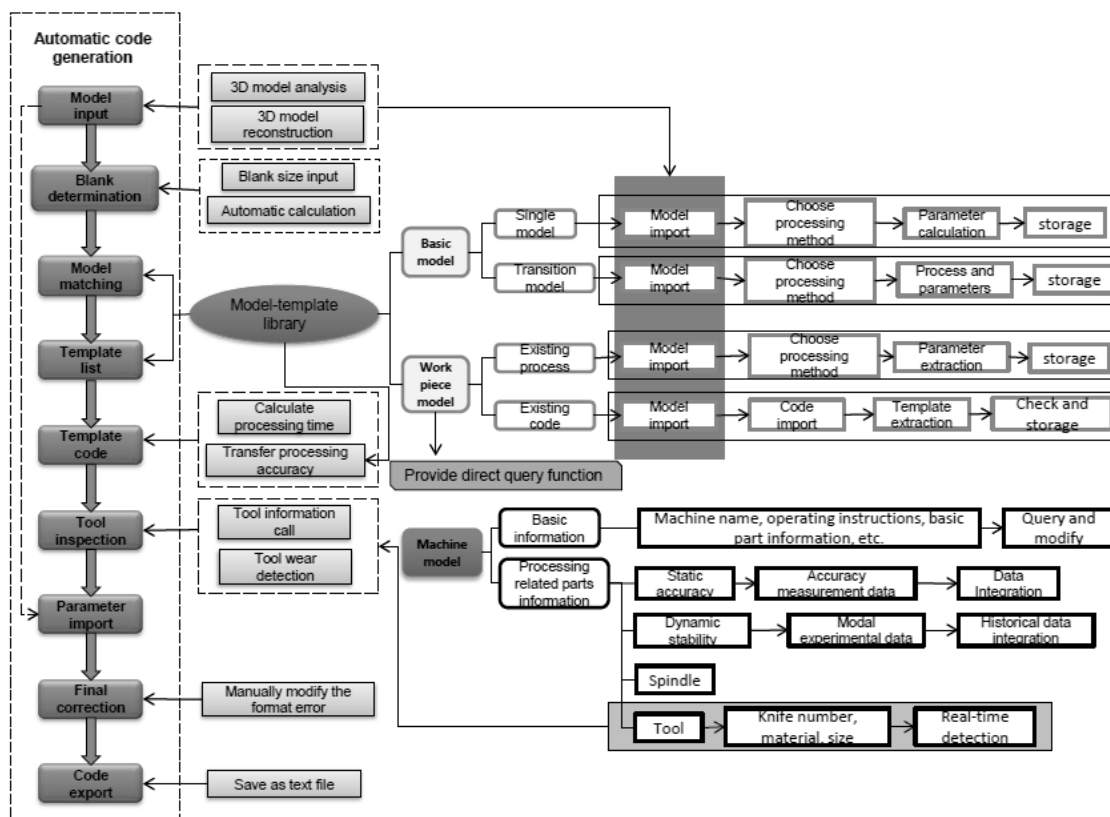 Automatic code
generation
Model
input
Blank
determination
Model
matching
Template
list
Template
code
Tool
inspection
Parameter
import
Final
correction
Code
export
3D model analysis
3D model
reconstruction
Blank size input
Automatic calculation
Model-template
library
Calculate
processing time
Transfer processing
accuracy
Tool information
call
Tool wear
detection
Manually modify the
format error
Save as text file
Basic
model
Work
piece
model
Single
model
Transition
model
Existing
process
Existing
code
Model
import
Choose
processing
method
Parameter
calculation
storage
Model
import
Choose
processing
method
Process and
parameters
storage
Model
import
Choose
processing
method
Parameter
extraction
storage
Model
import
Code
import
Template
extraction
Check and
storage
Provide direct query function
Machine
model
Basic
information
Machine name, operating instructions, basic
part information, etc.
Query and
modify
Processing
related parts
information
Static
accuracy
Accuracy
measurement data
Data
Integration
Dynamic
stability
Modal
experimental data
Historical data
integration
Spindle
Tool
Knife number,
material, size
Real-time
detection